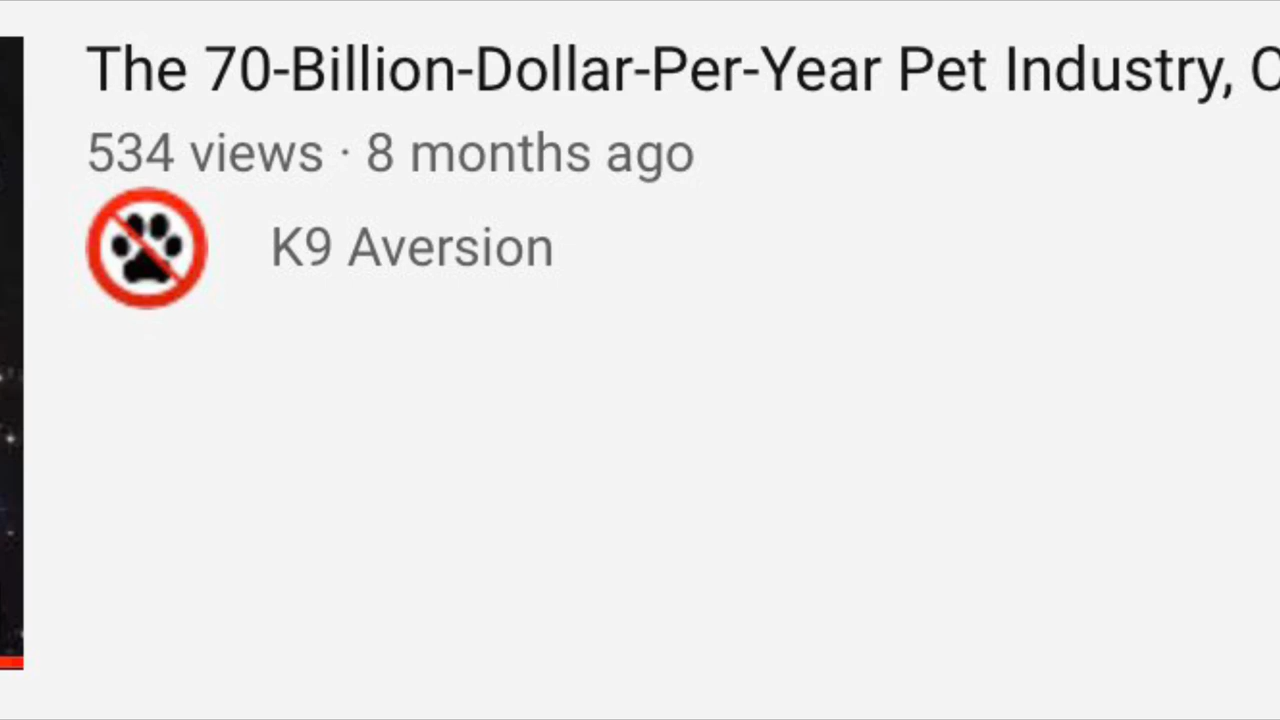 The 70-Billion-Dollar-Per-Year Pet Industry,
534 views · 8 months ago
K9 Aversion